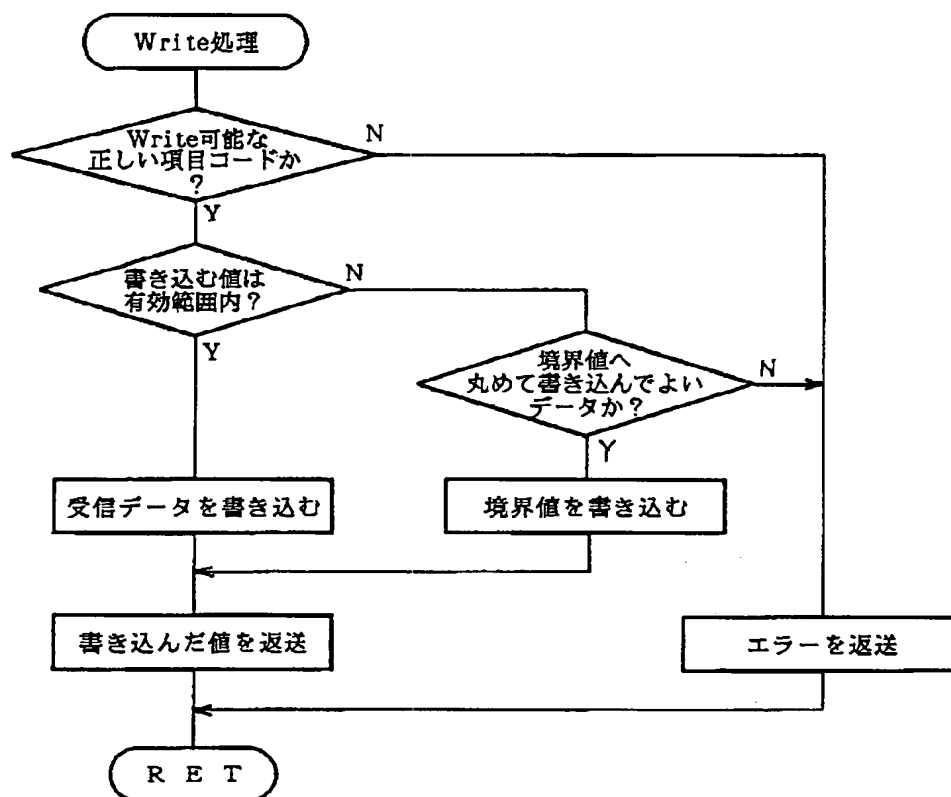 Write処理
Write可能な
正しい項目コードか
?
N
Y
書き込む値は
有効範囲内?
N
Y
境界値へ
丸めて書き込んでよい
データか?
N
Y
受信データを書き込む
境界値を書き込む
書き込んだ値を返送
エラーを返送
RET